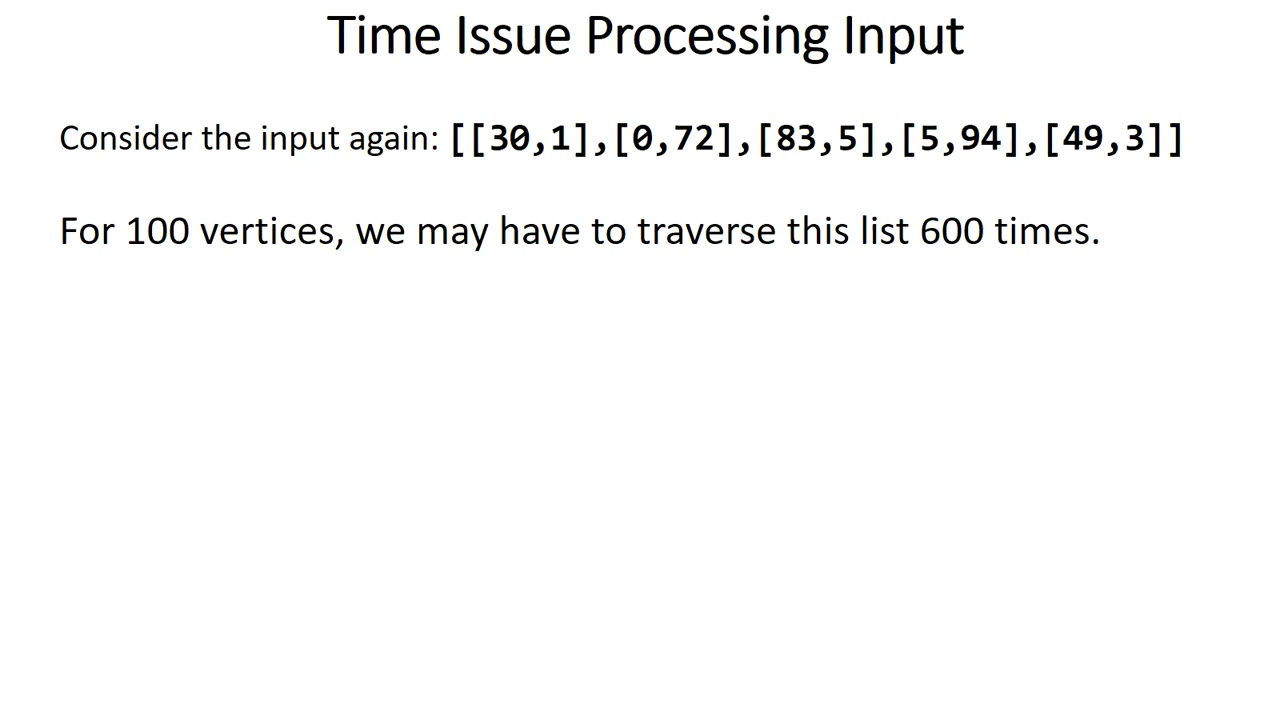 Time Issue Processing Input
Consider the input again: [[30,1],[0,72],[83,5],[5,94],[49,3]]
For 100 vertices, we may have to traverse this list 600 times.